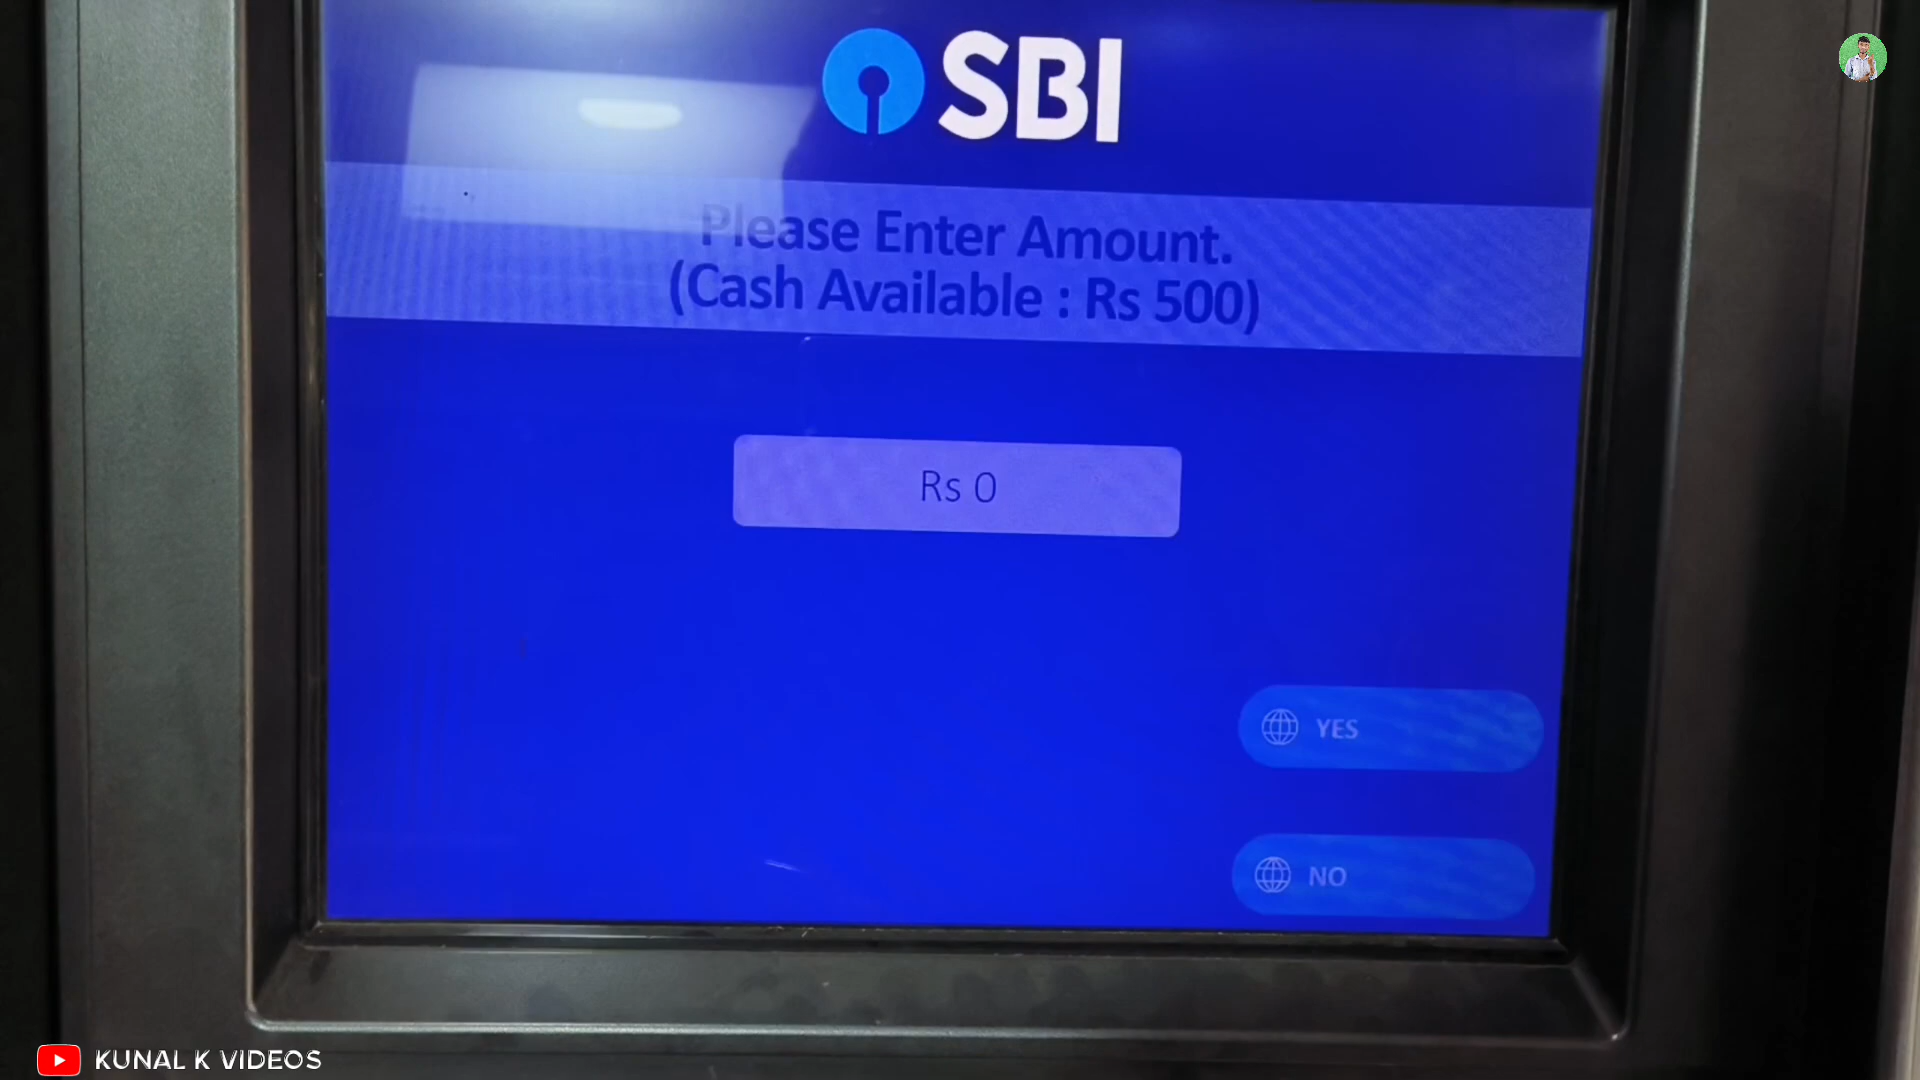 SBI
Please Enter Amount.
(Cash Available : Rs 500)
Rs 0
YES
NO
KUNAL K VIDEOS